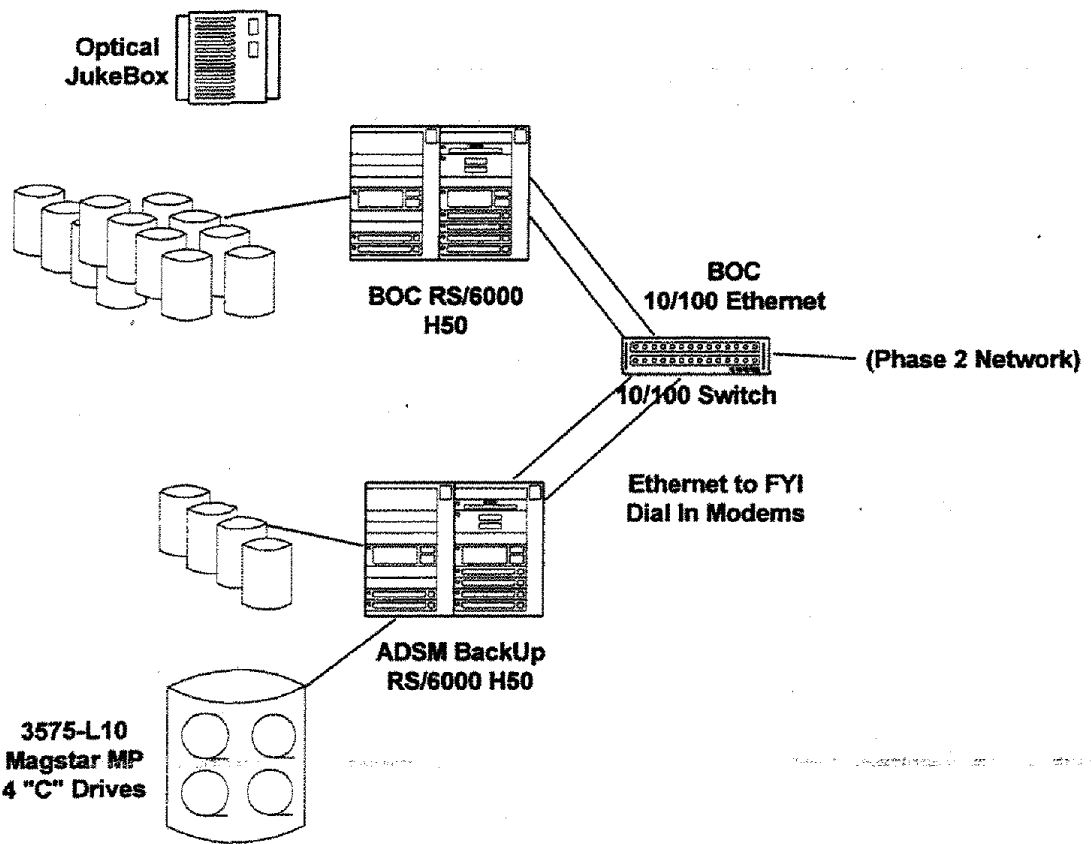 Optical
JukeBox
BOC RS/6000
H50
BOC
10/100 Ethernet
(Phase 2 Network)
10/100 Switch
Ethernet to FYI
Dial In Modems
ADSM BackUp
RS/6000 H50
3575-L10
Magstar MP
4 "C" Drives